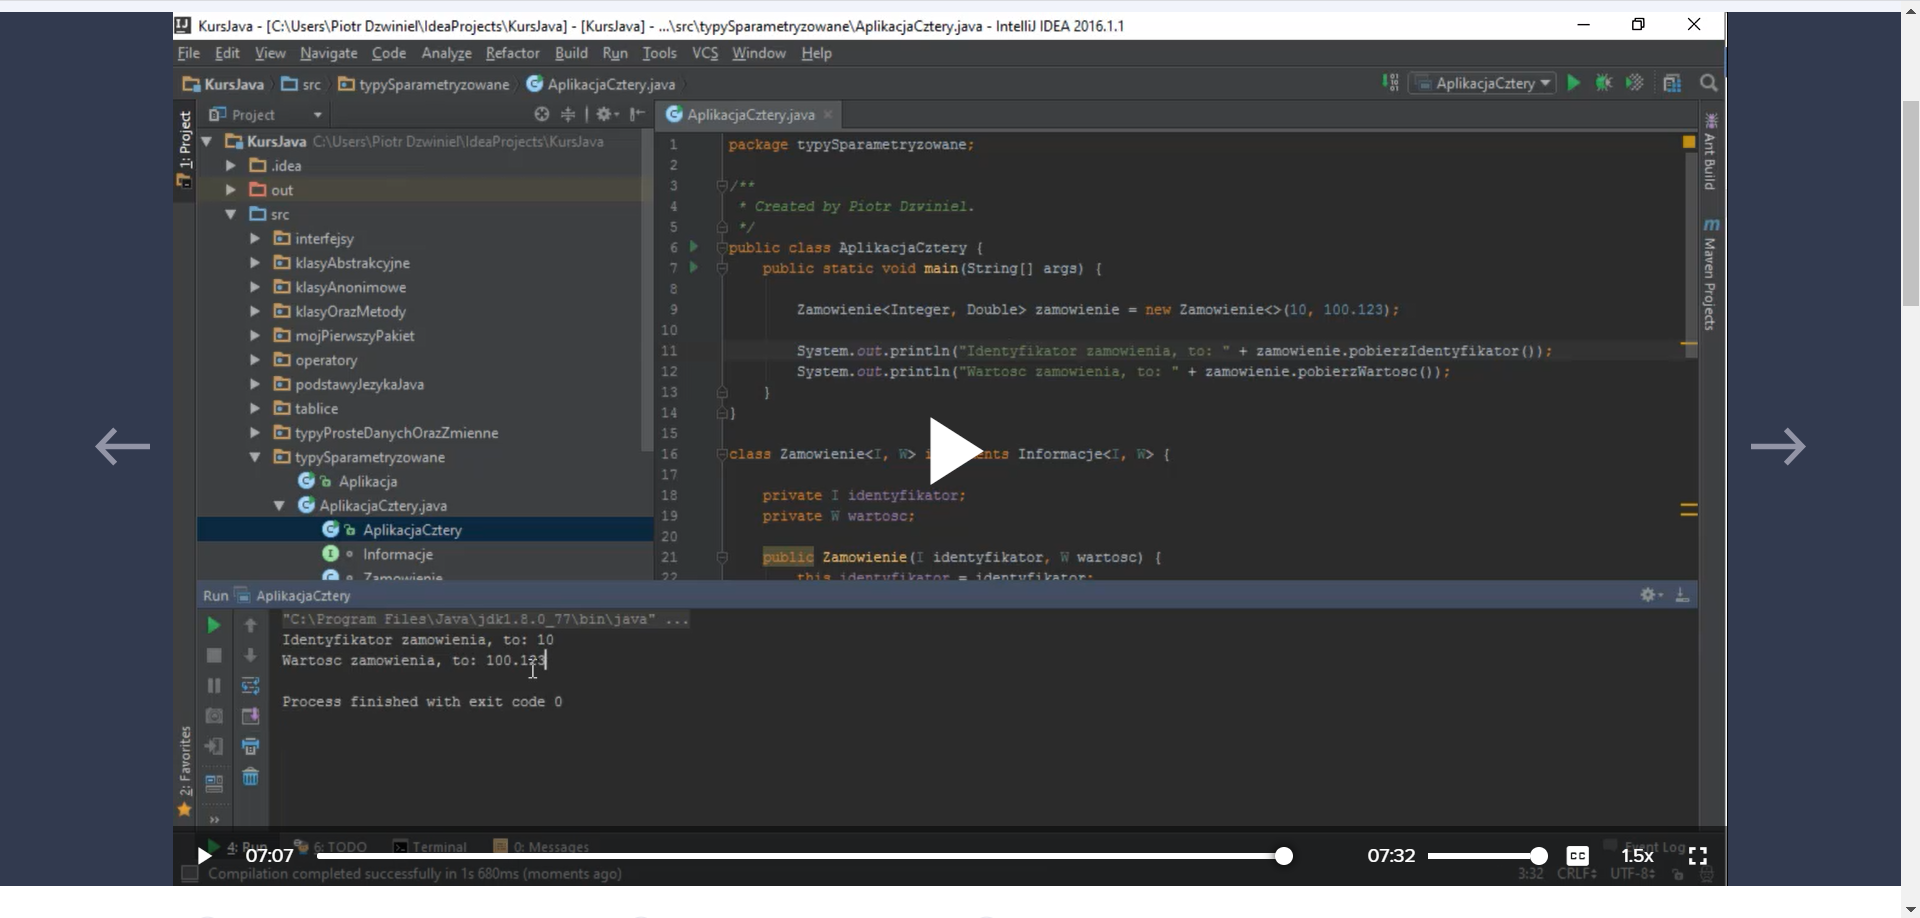 KursJava - [C:\Users\Piotr Dzwiniel\IdeaProjects\KursJava] - [KursJava] - ...\src\typySparametryzowane\AplikacjaCztery.java - IntelliJ IDEA 2016.1.1
File Edit View Navigate Code Analyze Refactor Build Run Tools VCS Window Help
KursJava src typySparametryzowane AplikacjaCztery.java AplikacjaCztery
1: Project
Project
KursJava C:\Users\Piotr Dzwiniel\IdeaProjects\KursJava
.idea
out
src
interfejsy
klasyAbstrakcyjne
klasyAnonimowe
klasyOrazMetody
mojPierwszyPakiet
operatory
podstawyJezykaJava
tablice
typyProsteDanychOrazZmienne
typySparametryzowane
Aplikacja
AplikacjaCztery.java
AplikacjaCztery
Informacje
Zamowienie
AplikacjaCztery.java
1 package typySparametryzowane;
2
3 /**
4 * Created by Piotr Dzwiniel.
5 */
6 public class AplikacjaCztery {
7 public static void main(String[] args) {
8
9 Zamowienie<Integer, Double> zamowienie = new Zamowienie<>(10, 100.123);
10
11 System.out.println("Identyfikator zamowienia, to: " + zamowienie.pobierzIdentyfikator());
12 System.out.println("Wartosc zamowienia, to: " + zamowienie.pobierzWartosc());
13 }
14 }
15
16 class Zamowienie<I, W> i ents Informacje<I, W> {
17
18 private I identyfikator;
19 private W wartosc;
20
21 public Zamowienie(I identyfikator, W wartosc) {
22 this identyfikator = identyfikator;
Ant Build
m Maven Projects
Run AplikacjaCztery
"C:\Program Files\Java\jdk1.8.0_77\bin\java" ...
Identyfikator zamowienia, to: 10
Wartosc zamowienia, to: 100.123
Process finished with exit code 0
2: Favorites
4: Run 6: TODO Terminal 0: Messages Event Log
07:07 07:32 CC 1.5x
Compilation completed successfully in 1s 680ms (moments ago) 3:32 CRLF UTF-8